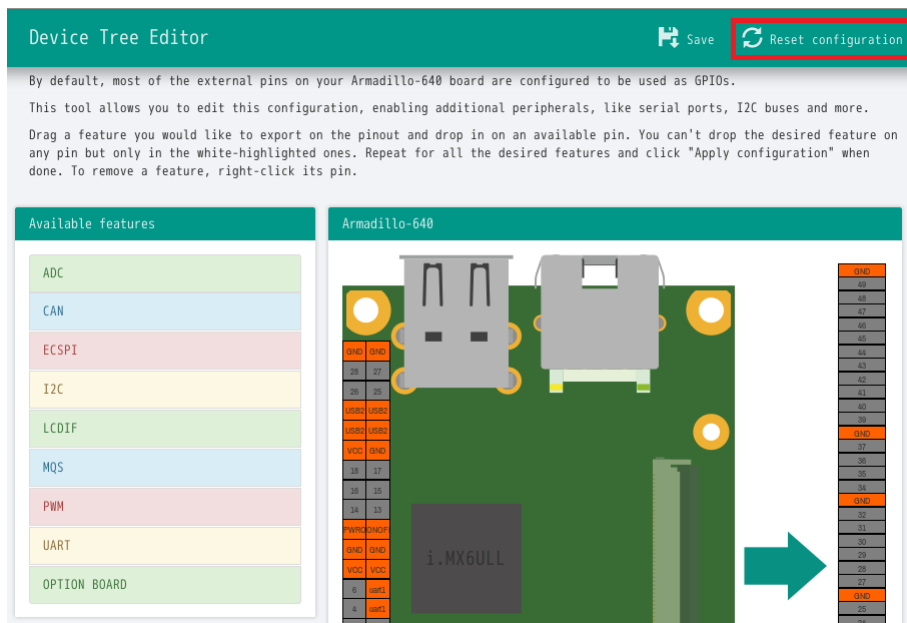 Device Tree Editor
Save
Reset configuration
By default, most of the external pins on your Armadillo-640 board are configured to be used as GPIOs.
This tool allows you to edit this configuration, enabling additional peripherals, like serial ports, I2C buses and more.
Drag a feature you would like to export on the pinout and drop in on an available pin. You can't drop the desired feature on
any pin but only in the white-highlighted ones. Repeat for all the desired features and click "Apply configuration" when
done. To remove a feature, right-click its pin.
Available features
ADC
CAN
ECSPI
I2C
LCDIF
MQS
PWM
UART
OPTION BOARD
Armadillo-640
GND GND
28 27
26 25
USB2 USB2
USB2 USB2
VCC GND
18 17
16 15
14 13
PWRO ONOF
GND GND
VCC VCC
6 uart1
4 uart1
i.MX6ULL
GND
49
48
47
46
45
44
43
42
41
40
39
GND
37
36
35
34
GND
32
31
30
29
28
27
GND
25